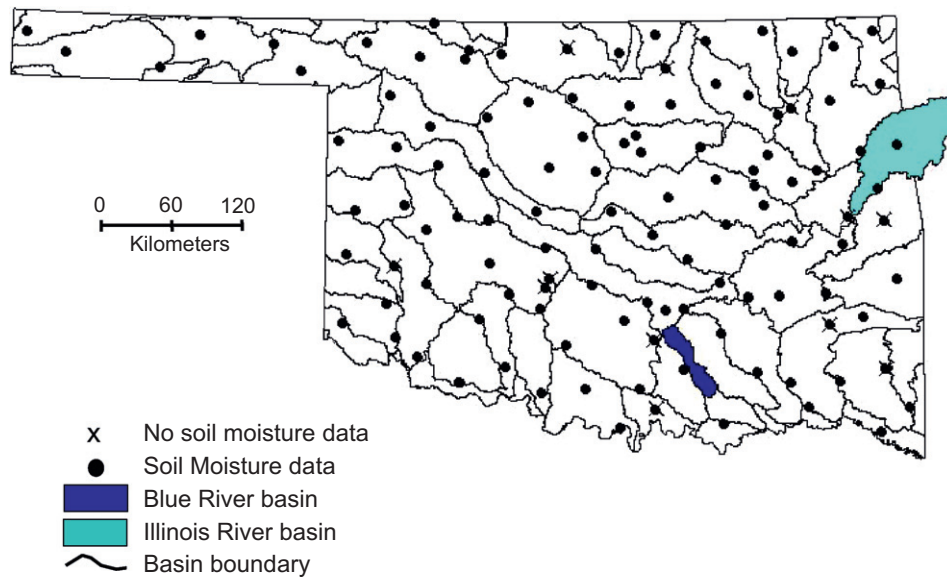 0 60 120
Kilometers
x No soil moisture data
Soil Moisture data
Blue River basin
Illinois River basin
Basin boundary